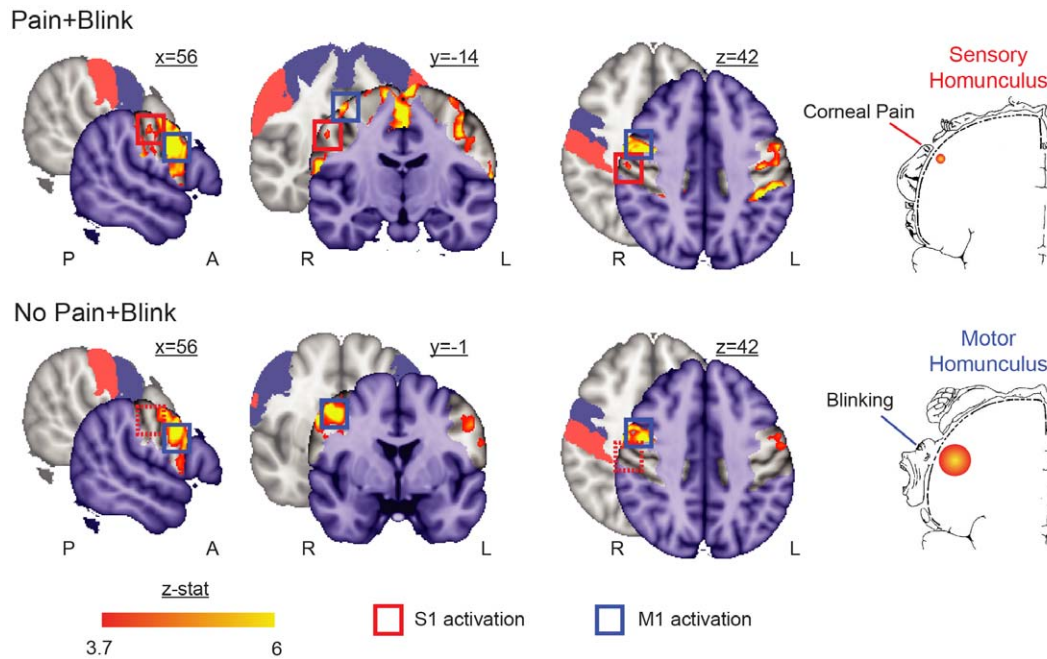 Pain+Blink
x=56
y=-14
z=42
Sensory
Homunculus
Corneal Pain
P A
R L
R L
No Pain+Blink
x=56
y=-1
z=42
Motor
Homunculus
Blinking
P A
R L
R L
z-stat
3.7 6
S1 activation
M1 activation